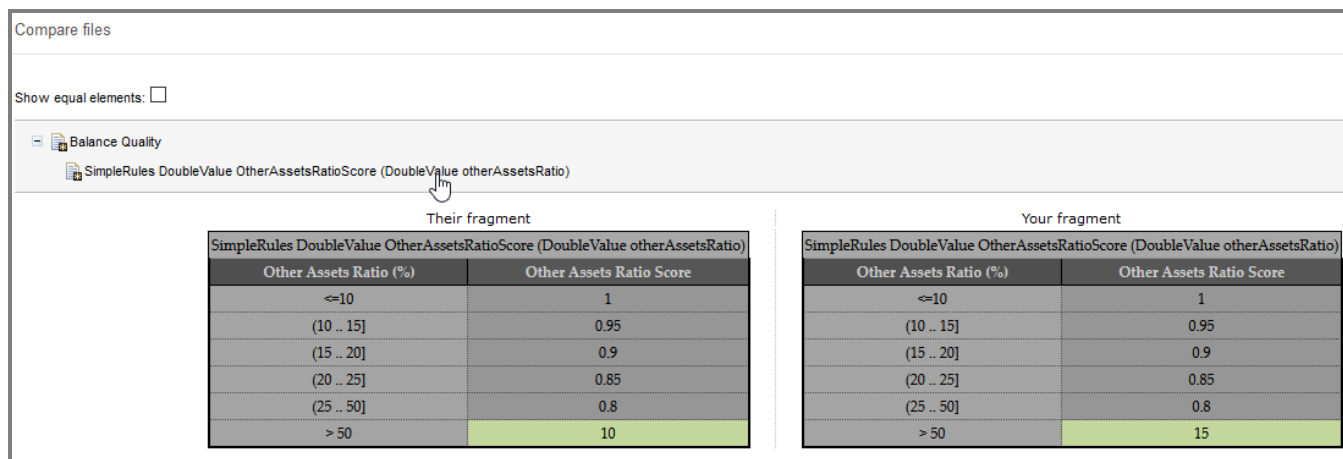 Compare files
Show equal elements:
Balance Quality
SimpleRules DoubleValue OtherAssetsRatioScore (DoubleValue otherAssetsRatio)
Their fragment
SimpleRules DoubleValue OtherAssetsRatioScore (DoubleValue otherAssetsRatio)
Other Assets Ratio (%) Other Assets Ratio Score
<=10 1
(10 .. 15] 0.95
(15 .. 20] 0.9
(20 .. 25] 0.85
(25 .. 50] 0.8
> 50 10
Your fragment
SimpleRules DoubleValue OtherAssetsRatioScore (DoubleValue otherAssetsRatio)
Other Assets Ratio (%) Other Assets Ratio Score
<=10 1
(10 .. 15] 0.95
(15 .. 20] 0.9
(20 .. 25] 0.85
(25 .. 50] 0.8
> 50 15